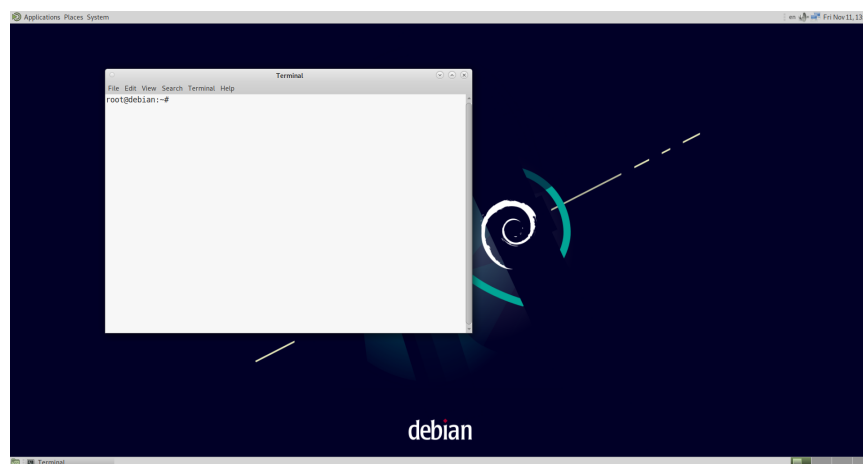 Applications Places System
en Fri Nov 11, 13
Terminal
File Edit View Search Terminal Help
root@debian:~#
debian
Terminal